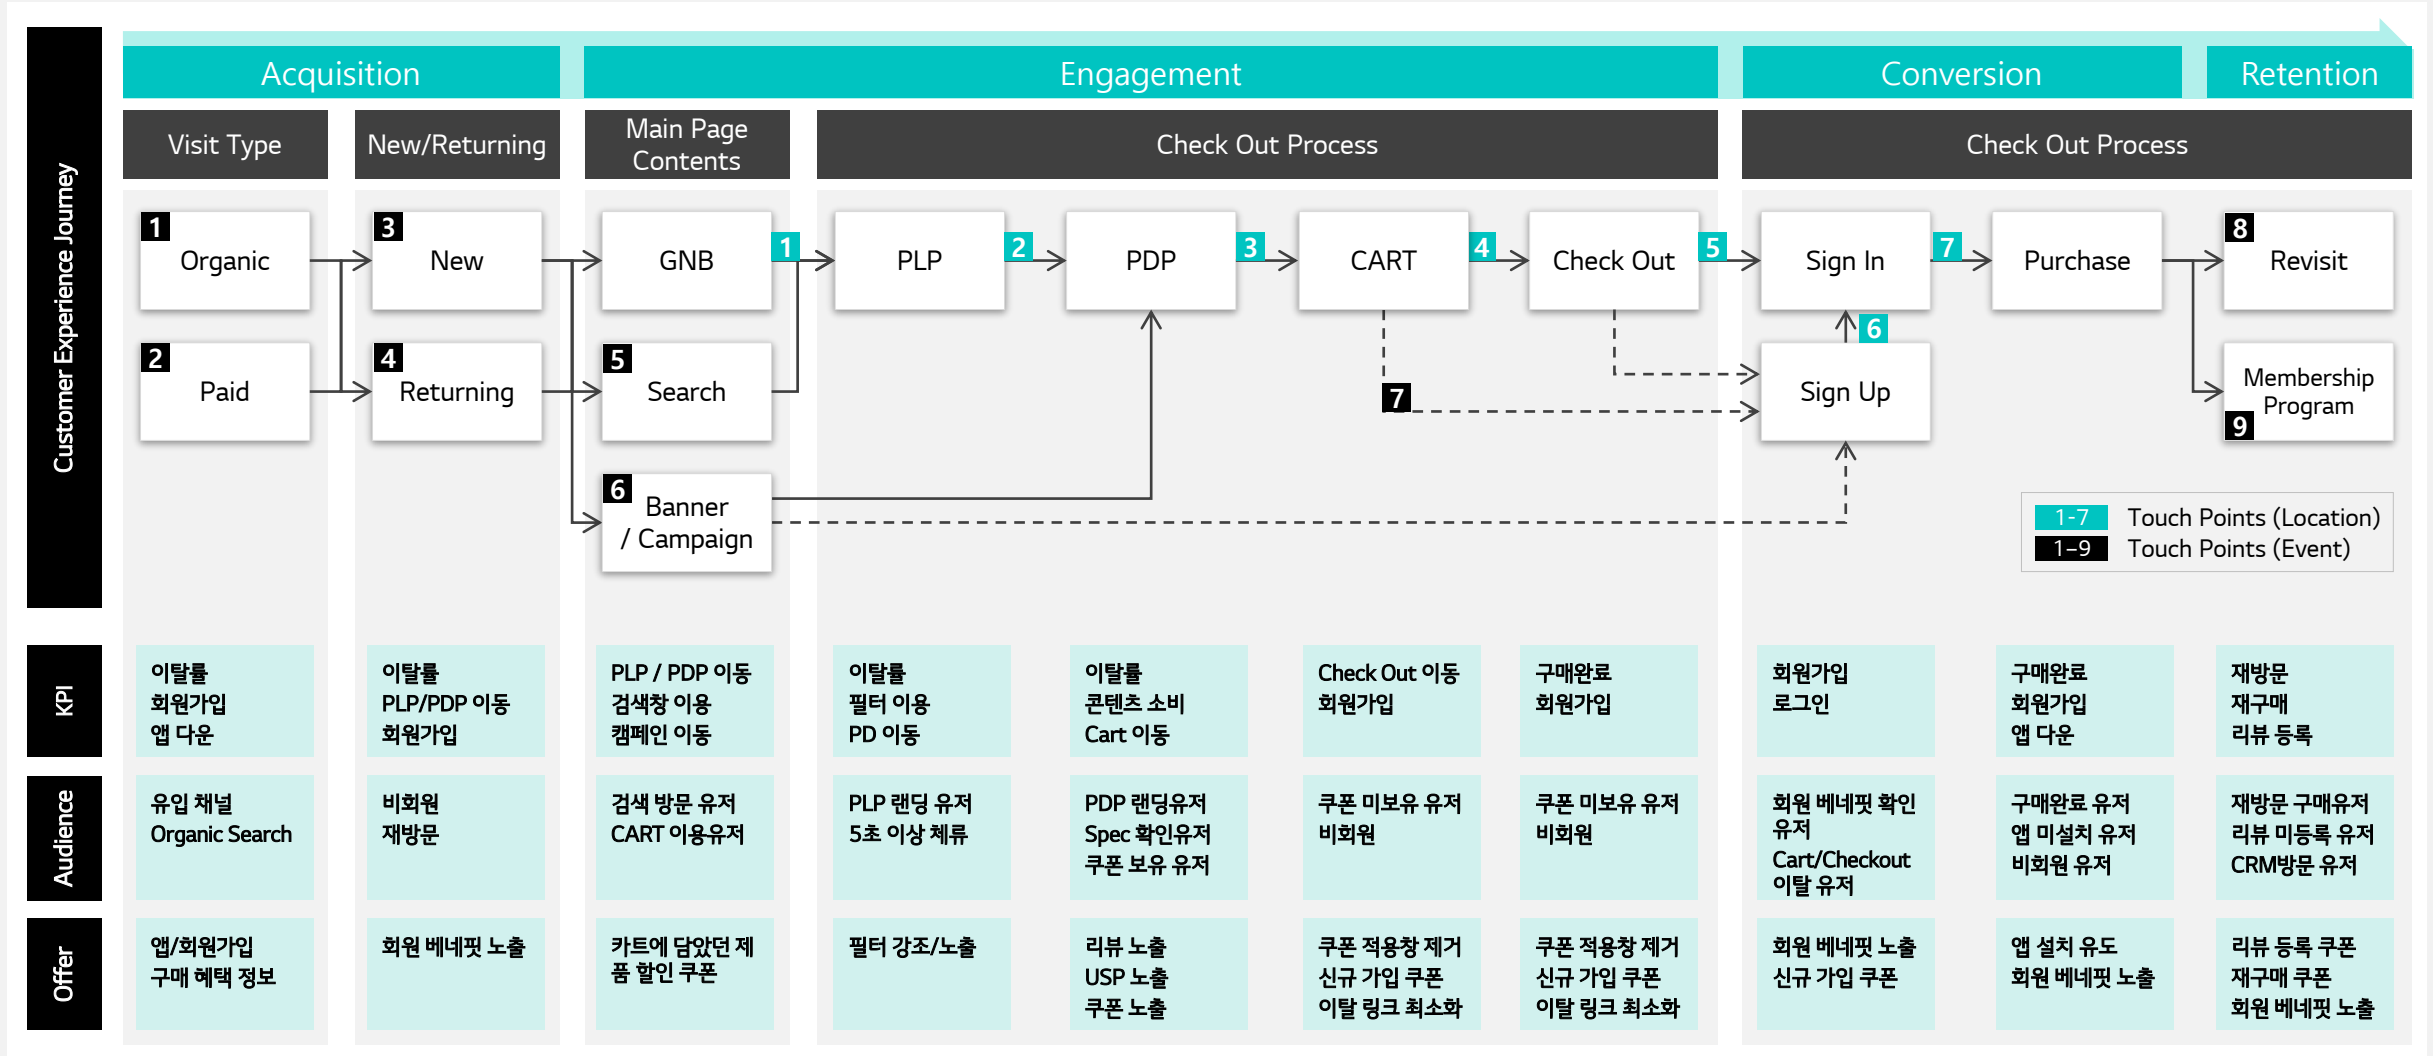 Acquisition
Engagement
Conversion
Retention
Customer Experience Journey
Visit Type
New/Returning
Main Page
Contents
Check Out Process
Check Out Process
1
Organic
3
New
GNB
1
PLP
2
PDP
3
CART
4
Check Out
5
Sign In
7
Purchase
8
Revisit
2
Paid
4
Returning
5
Search
7
6
Sign Up
Membership
Program
9
6
Banner
/ Campaign
1-7 Touch Points (Location)
1–9 Touch Points (Event)
KPI
이탈률
회원가입
앱 다운
이탈률
PLP/PDP 이동
회원가입
PLP / PDP 이동
검색창 이용
캠페인 이동
이탈률
필터 이용
PD 이동
이탈률
콘텐츠 소비
Cart 이동
Check Out 이동
회원가입
구매완료
회원가입
회원가입
로그인
구매완료
회원가입
앱 다운
재방문
재구매
리뷰 등록
Audience
유입 채널
Organic Search
비회원
재방문
검색 방문 유저
CART 이용유저
PLP 랜딩 유저
5초 이상 체류
PDP 랜딩유저
Spec 확인유저
쿠폰 보유 유저
쿠폰 미보유 유저
비회원
쿠폰 미보유 유저
비회원
회원 베네핏 확인
유저
Cart/Checkout
이탈 유저
구매완료 유저
앱 미설치 유저
비회원 유저
재방문 구매유저
리뷰 미등록 유저
CRM방문 유저
Offer
앱/회원가입
구매 혜택 정보
회원 베네핏 노출
카트에 담았던 제
품 할인 쿠폰
필터 강조/노출
리뷰 노출
USP 노출
쿠폰 노출
쿠폰 적용창 제거
신규 가입 쿠폰
이탈 링크 최소화
쿠폰 적용창 제거
신규 가입 쿠폰
이탈 링크 최소화
회원 베네핏 노출
신규 가입 쿠폰
앱 설치 유도
회원 베네핏 노출
리뷰 등록 쿠폰
재구매 쿠폰
회원 베네핏 노출